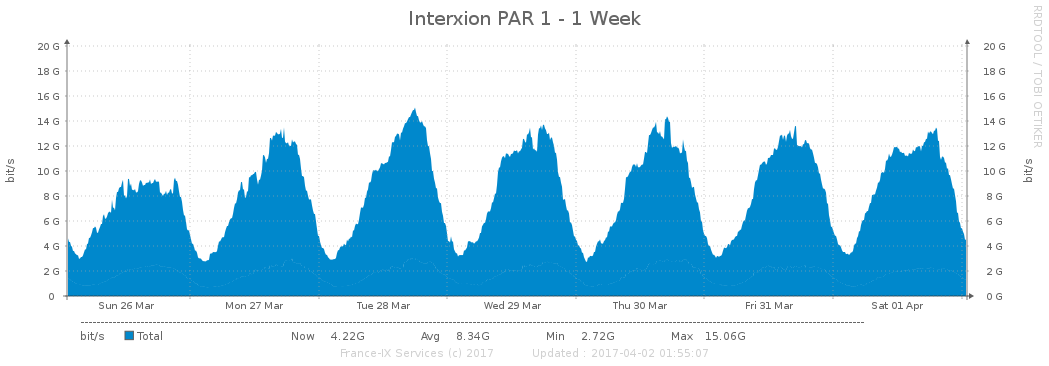 Interxion PAR 1 - 1 Week
RRDTOOL / TOBI OETIKER
20 G 20 G
18 G 18 G
16 G 16 G
14 G 14 G
12 G 12 G
10 G 10 G
8 G 8 G
6 G 6 G
4 G 4 G
2 G 2 G
0 0 G
bit/s
bit/s
Sun 26 Mar Mon 27 Mar Tue 28 Mar Wed 29 Mar Thu 30 Mar Fri 31 Mar Sat 01 Apr
bit/s Total Now 4.22G Avg 8.34G Min 2.72G Max 15.06G
France-IX Services (c) 2017 Updated : 2017-04-02 01:55:07